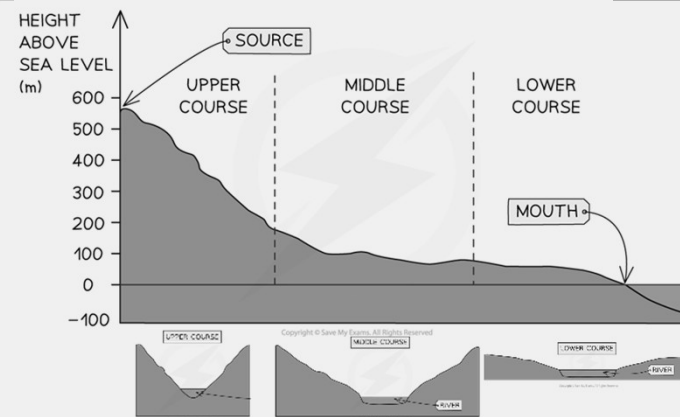 HEIGHT
ABOVE
SEA LEVEL
(m)
SOURCE
UPPER
COURSE
MIDDLE
COURSE
LOWER
COURSE
600
500
400
300
200
100
0
-100
MOUTH
Copyright © Save My Exams. All Rights Reserved
UPPER COURSE
MIDDLE COURSE
RIVER
LOWER COURSE
RIVER